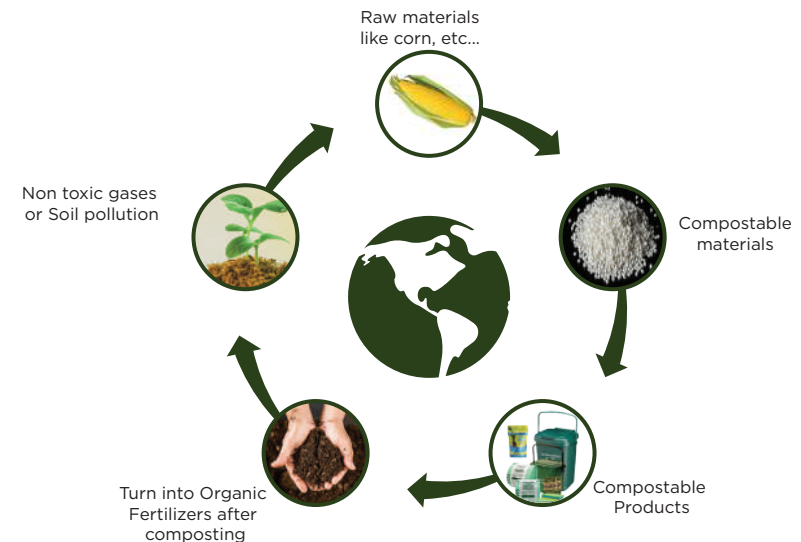 Raw materials
like corn, etc...
Non toxic gases
or Soil pollution
Compostable
materials
Compostable
Products
Turn into Organic
Fertilizers after
composting